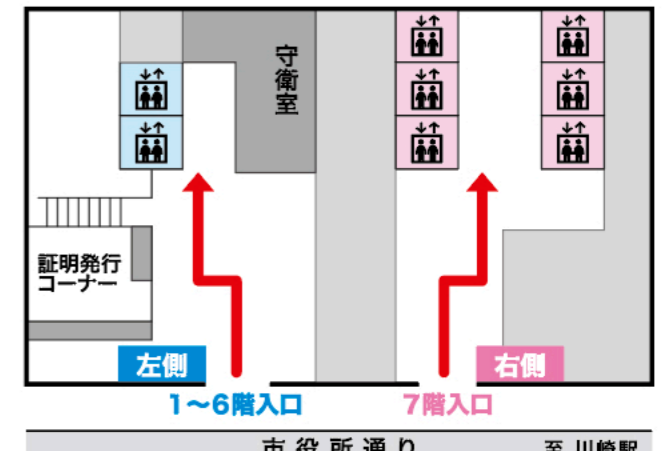 守衛室
証明発行
コーナー
左側
右側
1～6階入口
7階入口
市役所通り
至 川崎駅